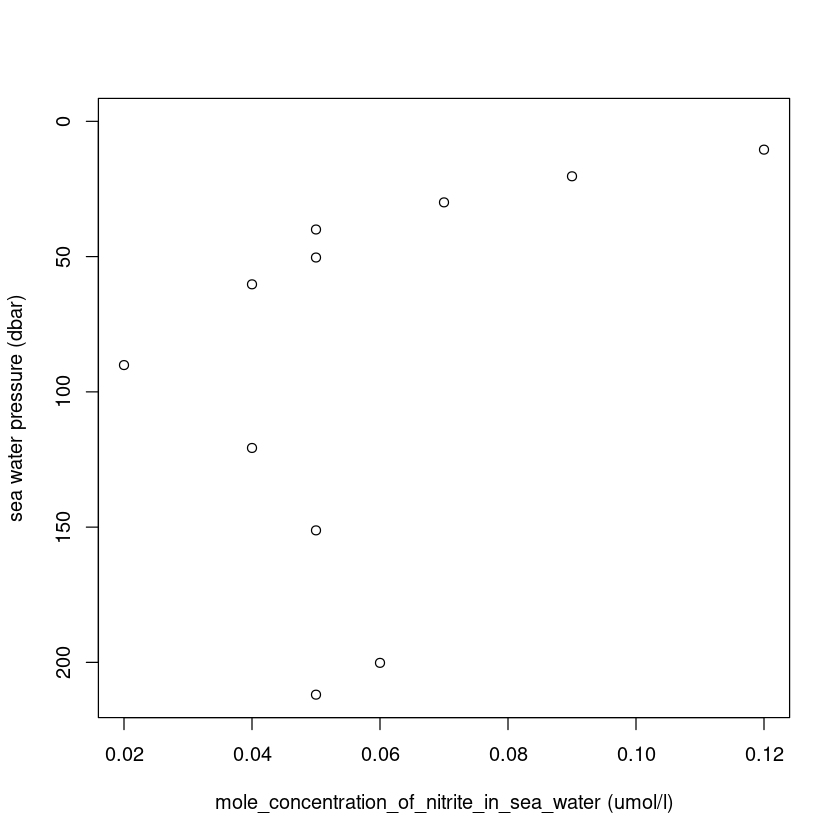 sea water pressure (dbar)
0
50
100
150
200
0.02 0.04 0.06 0.08 0.10 0.12
mole_concentration_of_nitrite_in_sea_water (umol/l)